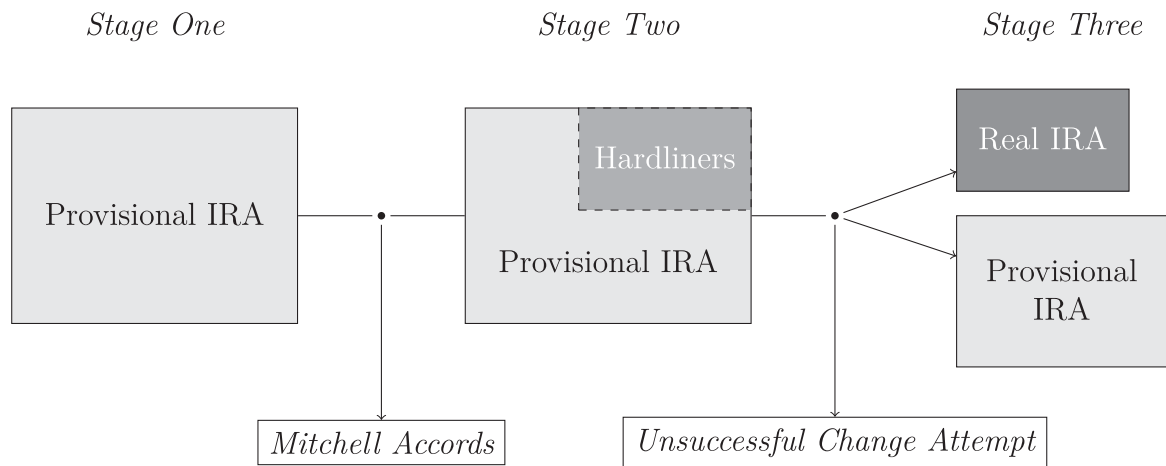 Stage One
Stage Two
Stage Three
Provisional IRA
Hardliners
Provisional IRA
Real IRA
Provisional
IRA
Mitchell Accords
Unsuccessful Change Attempt